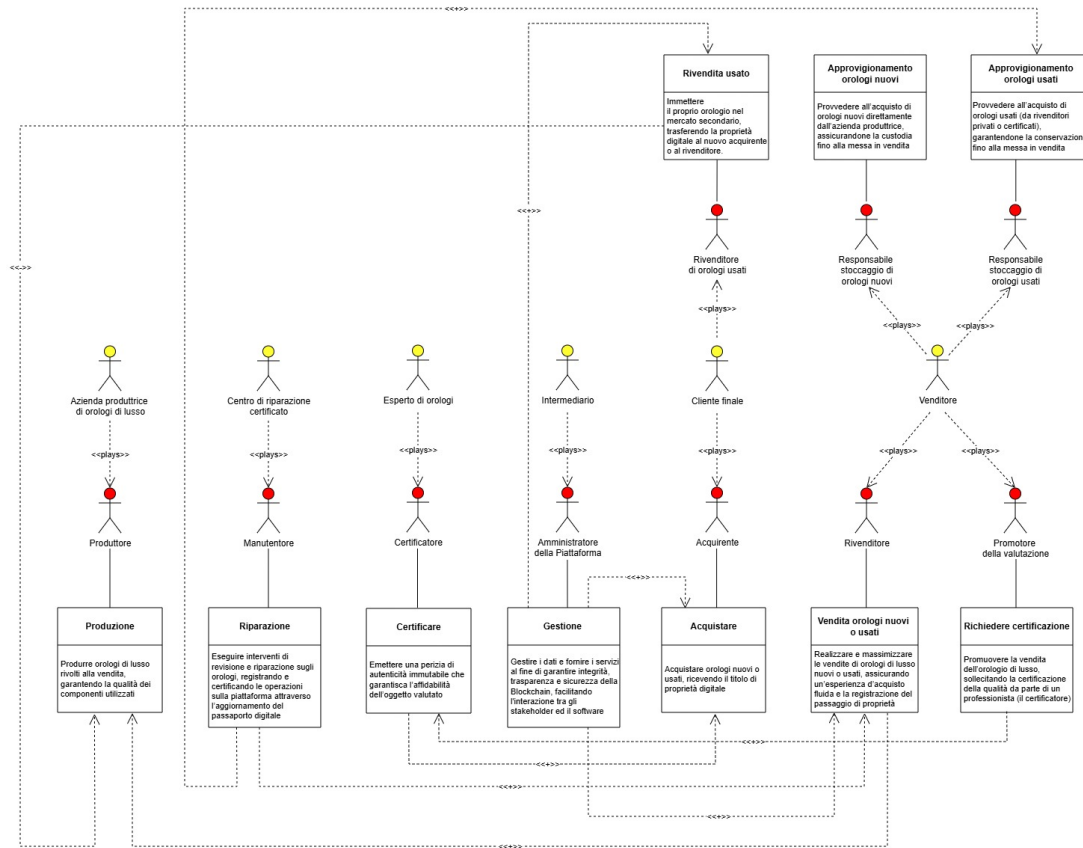 <<+>>
Rivendita usato
Immettere
il proprio orologio nel
mercato secondario,
trasferendo la proprietà
digitale al nuovo acquirente
o al rivenditore.
Approvigionamento
orologi nuovi
Provvedere all'acquisto di
orologi nuovi direttamente
dall'azienda produttrice,
assicurandone la custodia
fino alla messa in vendita
Approvigionamento
orologi usati
Provvedere all'acquisto di
orologi usati (da rivenditori
privati o certificati),
garantendone la conservazione
fino alla messa in vendita
<<+>>
<<->>
Rivenditore
di orologi usati
Responsabile
stoccaggio di
orologi nuovi
Responsabile
stoccaggio di
orologi usati
<<plays>>
<<plays>>
<<plays>>
Azienda produttrice
di orologi di lusso
Centro di riparazione
certificato
Esperto di orologi
Intermediario
Cliente finale
Venditore
<<plays>>
<<plays>>
<<plays>>
<<plays>>
<<plays>>
<<plays>>
<<plays>>
Produttore
Manutentore
Certificatore
Amministratore
della Piattaforma
Acquirente
Rivenditore
Promotore
della valutazione
<<+>>
Produzione
Produrre orologi di lusso
rivolti alla vendita,
garantendo la qualità dei
componenti utilizzati
Riparazione
Eseguire interventi di
revisione e riparazione sugli
orologi, registrando e
certificando le operazioni
sulla piattaforma attraverso
l'aggiornamento del
passaporto digitale
Certificare
Emettere una perizia di
autenticità immutabile che
garantisca l'affidabilità
dell'oggetto valutato
Gestione
Gestire i dati e fornire i servizi
al fine di garantire integrità,
trasparenza e sicurezza della
Blockchain, facilitando
l'interazione tra gli
stakeholder ed il software
Acquistare
Acquistare orologi nuovi o
usati, ricevendo il titolo di
proprietà digitale
Vendita orologi nuovi
o usati
Realizzare e massimizzare
le vendite di orologi di lusso
nuovi o usati, assicurando
un'esperienza d'acquisto
fluida e la registrazione del
passaggio di proprietà
Richiedere certificazione
Promuovere la vendita
dell'orologio di lusso,
sollecitando la certificazione
della qualità da parte di un
professionista (il certificatore)
<<+>>
<<+>>
<<+>>
<<+>>
<<+>>